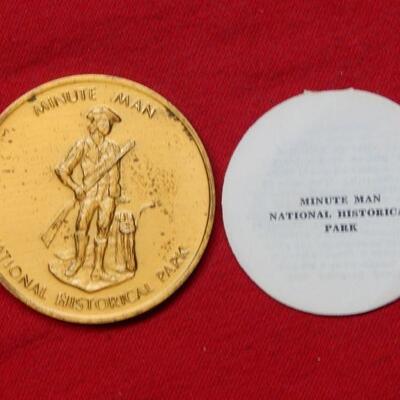 MINUTE MAN
NATIONAL HISTORICAL PARK
MINUTE MAN
NATIONAL HISTORICA
PARK